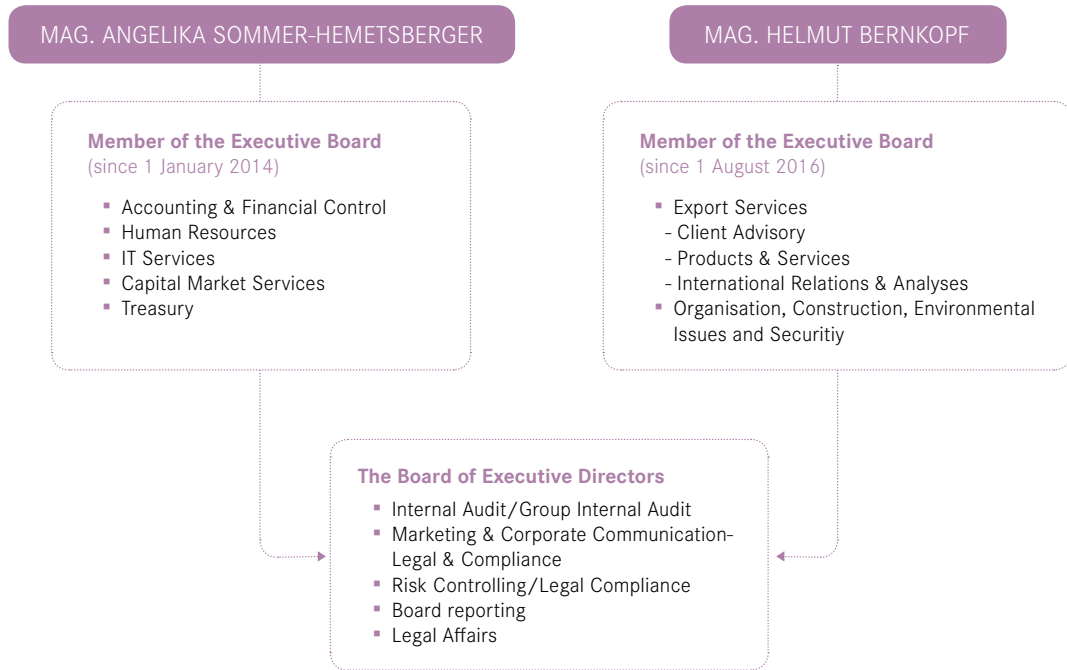 MAG. ANGELIKA SOMMER-HEMETSBERGER
Member of the Executive Board
(since 1 January 2014)
▪ Accounting & Financial Control
▪ Human Resources
▪ IT Services
▪ Capital Market Services
▪ Treasury
MAG. HELMUT BERNKOPF
Member of the Executive Board
(since 1 August 2016)
▪ Export Services
- Client Advisory
- Products & Services
- International Relations & Analyses
▪ Organisation, Construction, Environmental
Issues and Securitiy
The Board of Executive Directors
▪ Internal Audit/Group Internal Audit
▪ Marketing & Corporate Communication-
Legal & Compliance
▪ Risk Controlling/Legal Compliance
▪ Board reporting
▪ Legal Affairs